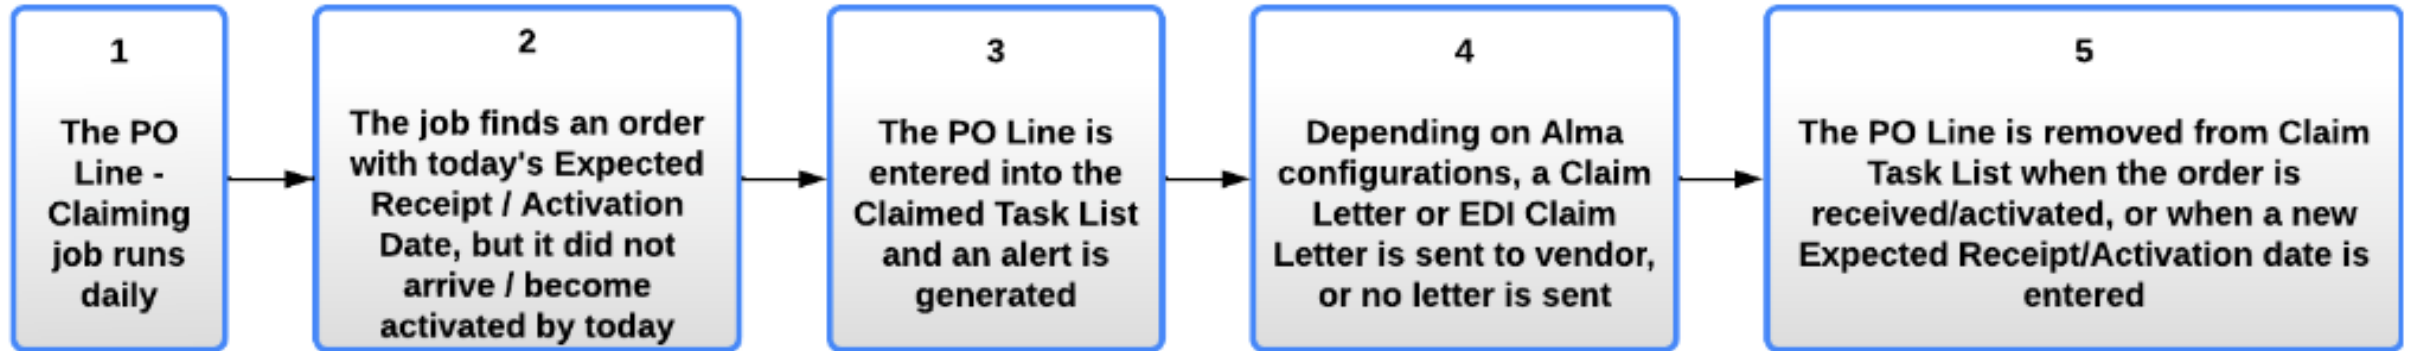 1
The PO
Line -
Claiming
job runs
daily
2
The job finds an order
with today's Expected
Receipt / Activation
Date, but it did not
arrive / become
activated by today
3
The PO Line is
entered into the
Claimed Task List
and an alert is
generated
4
Depending on Alma
configurations, a Claim
Letter or EDI Claim
Letter is sent to vendor,
or no letter is sent
5
The PO Line is removed from Claim
Task List when the order is
received/activated, or when a new
Expected Receipt/Activation date is
entered